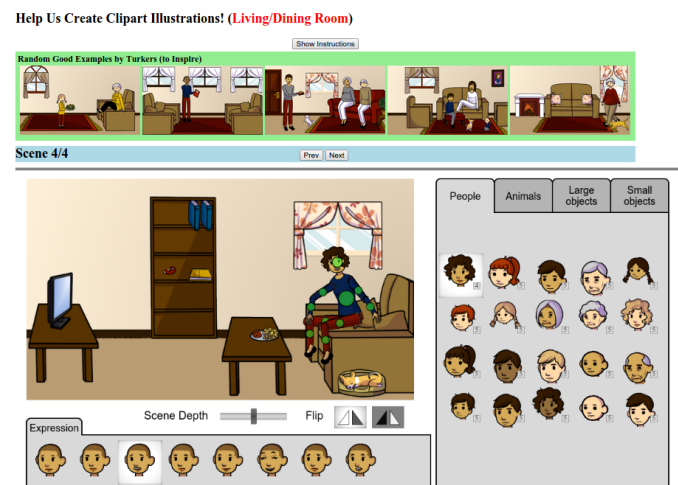 Help Us Create Clipart Illustrations! (Living/Dining Room)
Show Instructions
Random Good Examples by Turkers (to Inspire)
Scene 4/4
Prev Next
People Animals Large objects Small objects
Scene Depth Flip
Expression